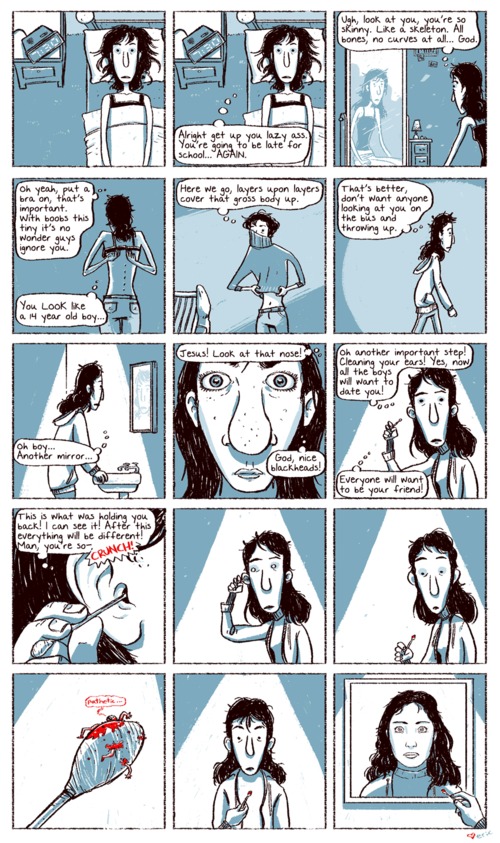 Alright get up you lazy ass.
You're going to be late for
school... AGAIN.
Ugh, look at you, you're so
skinny. Like a skeleton. All
bones, no curves at all... God.
Oh yeah, put a
bra on, that's
important.
With boobs this
tiny it's no
wonder guys
ignore you.
You LOOK like
a 14 year old boy...
Here we go, layers upon layers
cover that gross body up.
That's better,
don't want anyone
looking at you on
the bus and
throwing up.
Oh boy...
Another mirror...
Jesus! Look at that nose!
God, nice
blackheads!
Oh another important step!
Cleaning your ears! Yes, now
all the boys
will want to
date you!
Everyone will want
to be your friend!
This is what was holding you
back! I can see it! After this
everything will be different!
Man, you're so-
CRUNCH!
Pathetic...
eric